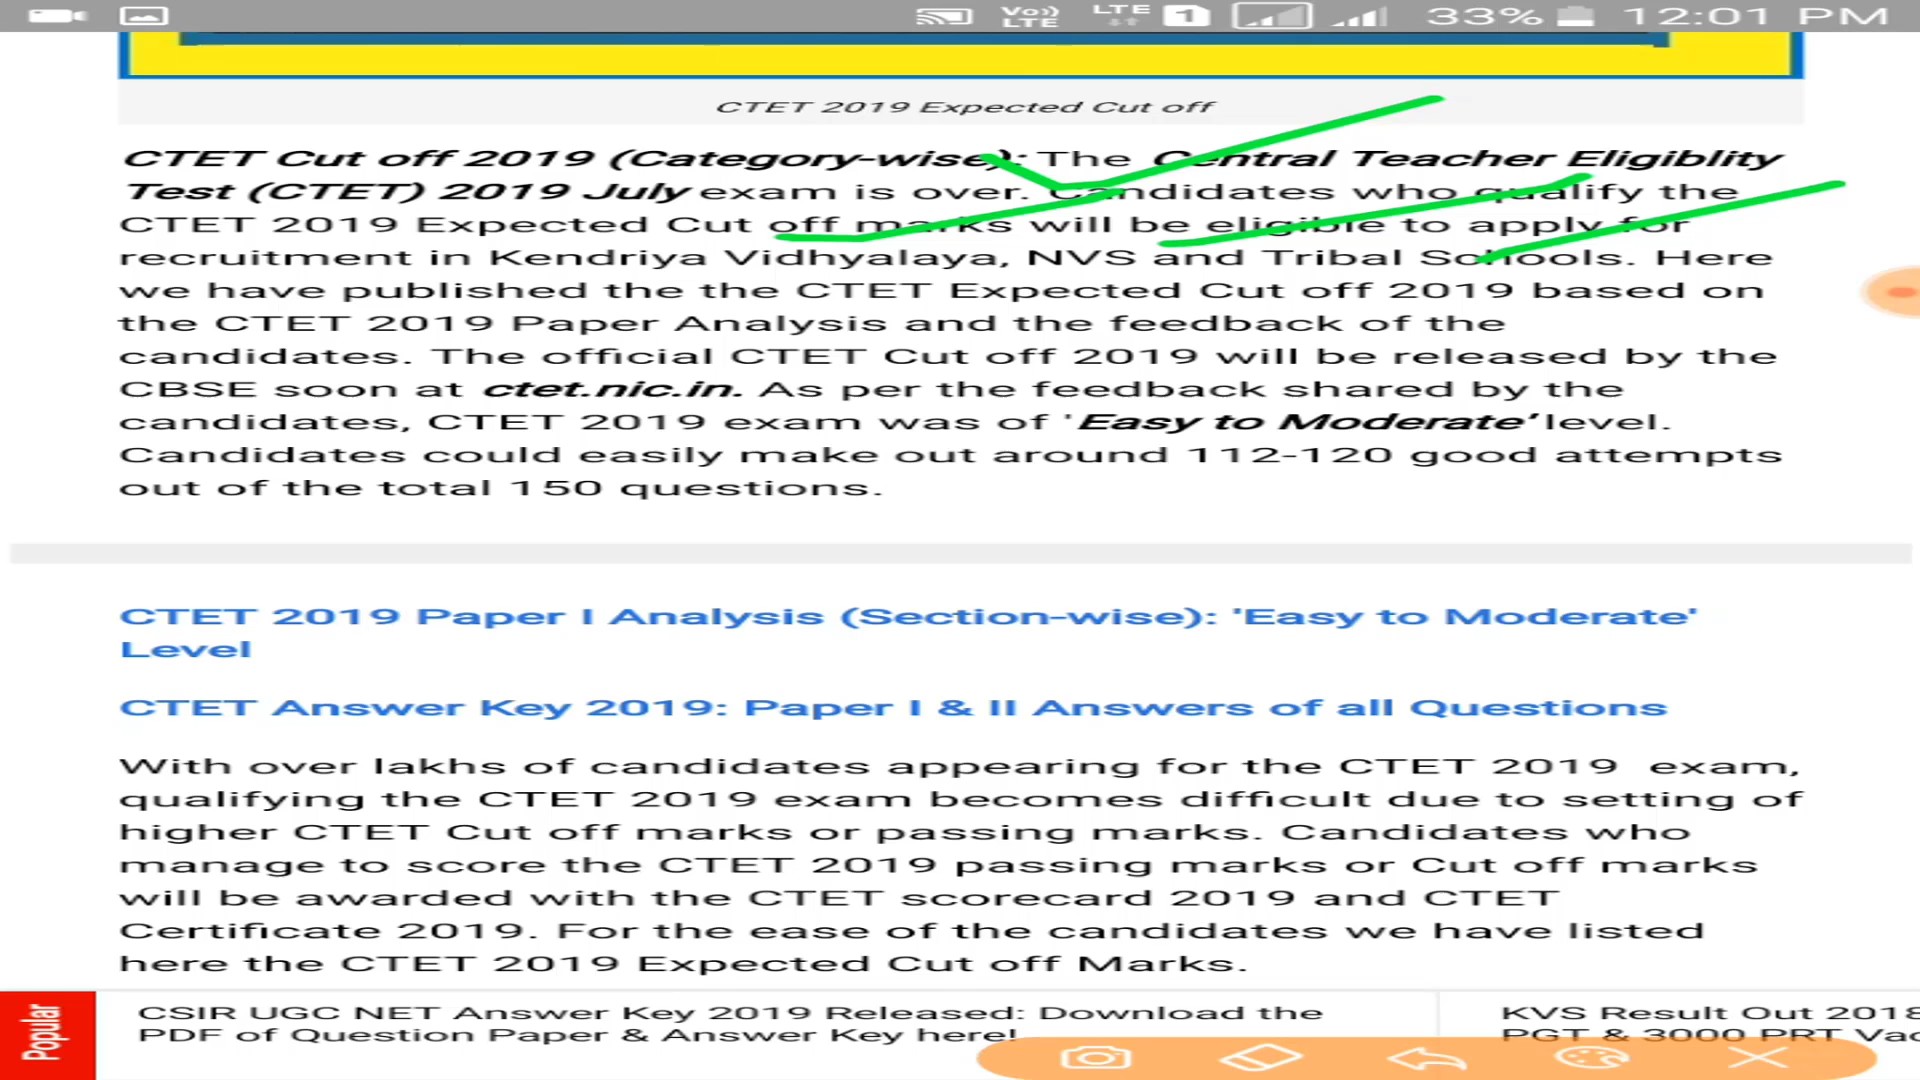 Vo)) LTE LTE 1 33% 12:01 PM
CTET 2019 Expected Cut off
CTET Cut off 2019 (Category-wise): The Central Teacher Eligiblity
Test (CTET) 2019 July exam is over. Candidates who qualify the
CTET 2019 Expected Cut off marks will be eligible to apply for
recruitment in Kendriya Vidhyalaya, NVS and Tribal Schools. Here
we have published the the CTET Expected Cut off 2019 based on
the CTET 2019 Paper Analysis and the feedback of the
candidates. The official CTET Cut off 2019 will be released by the
CBSE soon at ctet.nic.in. As per the feedback shared by the
candidates, CTET 2019 exam was of 'Easy to Moderate' level.
Candidates could easily make out around 112-120 good attempts
out of the total 150 questions.
CTET 2019 Paper I Analysis (Section-wise): 'Easy to Moderate'
Level
CTET Answer Key 2019: Paper I & II Answers of all Questions
With over lakhs of candidates appearing for the CTET 2019 exam,
qualifying the CTET 2019 exam becomes difficult due to setting of
higher CTET Cut off marks or passing marks. Candidates who
manage to score the CTET 2019 passing marks or Cut off marks
will be awarded with the CTET scorecard 2019 and CTET
Certificate 2019. For the ease of the candidates we have listed
here the CTET 2019 Expected Cut off Marks.
Popular
CSIR UGC NET Answer Key 2019 Released: Download the
PDF of Question Paper & Answer Key here!
KVS Result Out 2018
PGT & 3000 PRT Vac